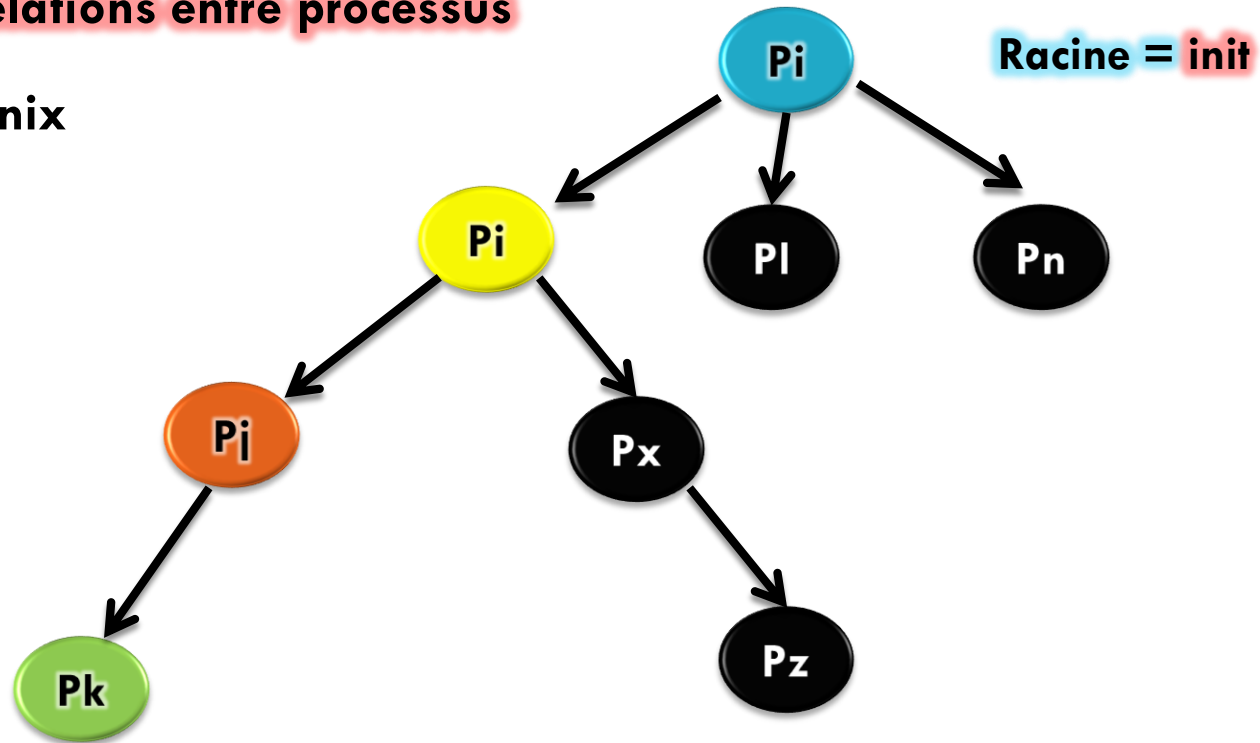 elations entre processus
Racine = init
nix
Pi
Pi
Pl
Pn
Pj
Px
Pk
Pz